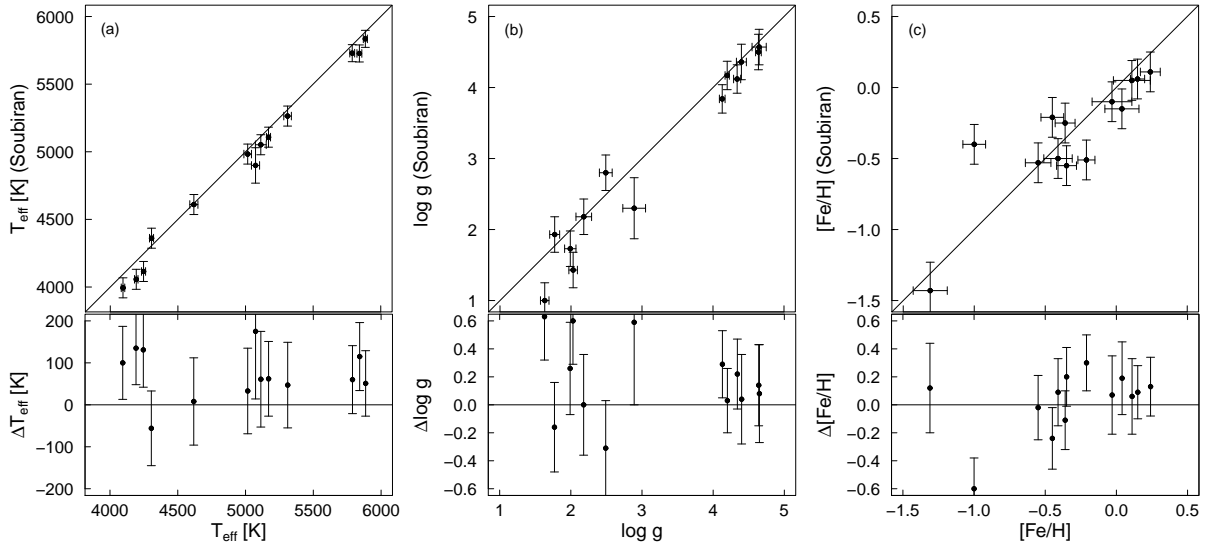 (a)
6000
5500
5000
4500
4000
T_eff [K] (Soubiran)
200
100
0
−100
−200
ΔT_eff [K]
4000 4500 5000 5500 6000
T_eff [K]
(b)
5
4
3
2
1
log g (Soubiran)
0.6
0.4
0.2
0.0
−0.2
−0.4
−0.6
Δlog g
1 2 3 4 5
log g
(c)
0.5
0.0
−0.5
−1.0
−1.5
[Fe/H] (Soubiran)
0.6
0.4
0.2
0.0
−0.2
−0.4
−0.6
Δ[Fe/H]
−1.5 −1.0 −0.5 0.0 0.5
[Fe/H]